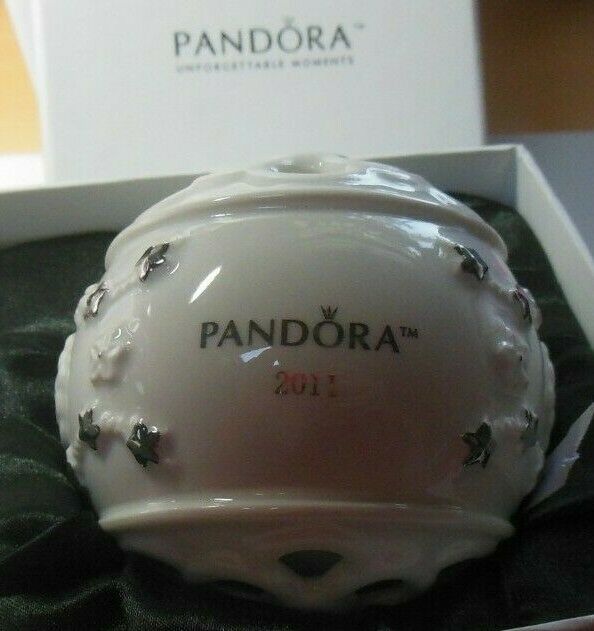 PANDORA™
UNFORGETTABLE MOMENTS
PANDORA™
2011